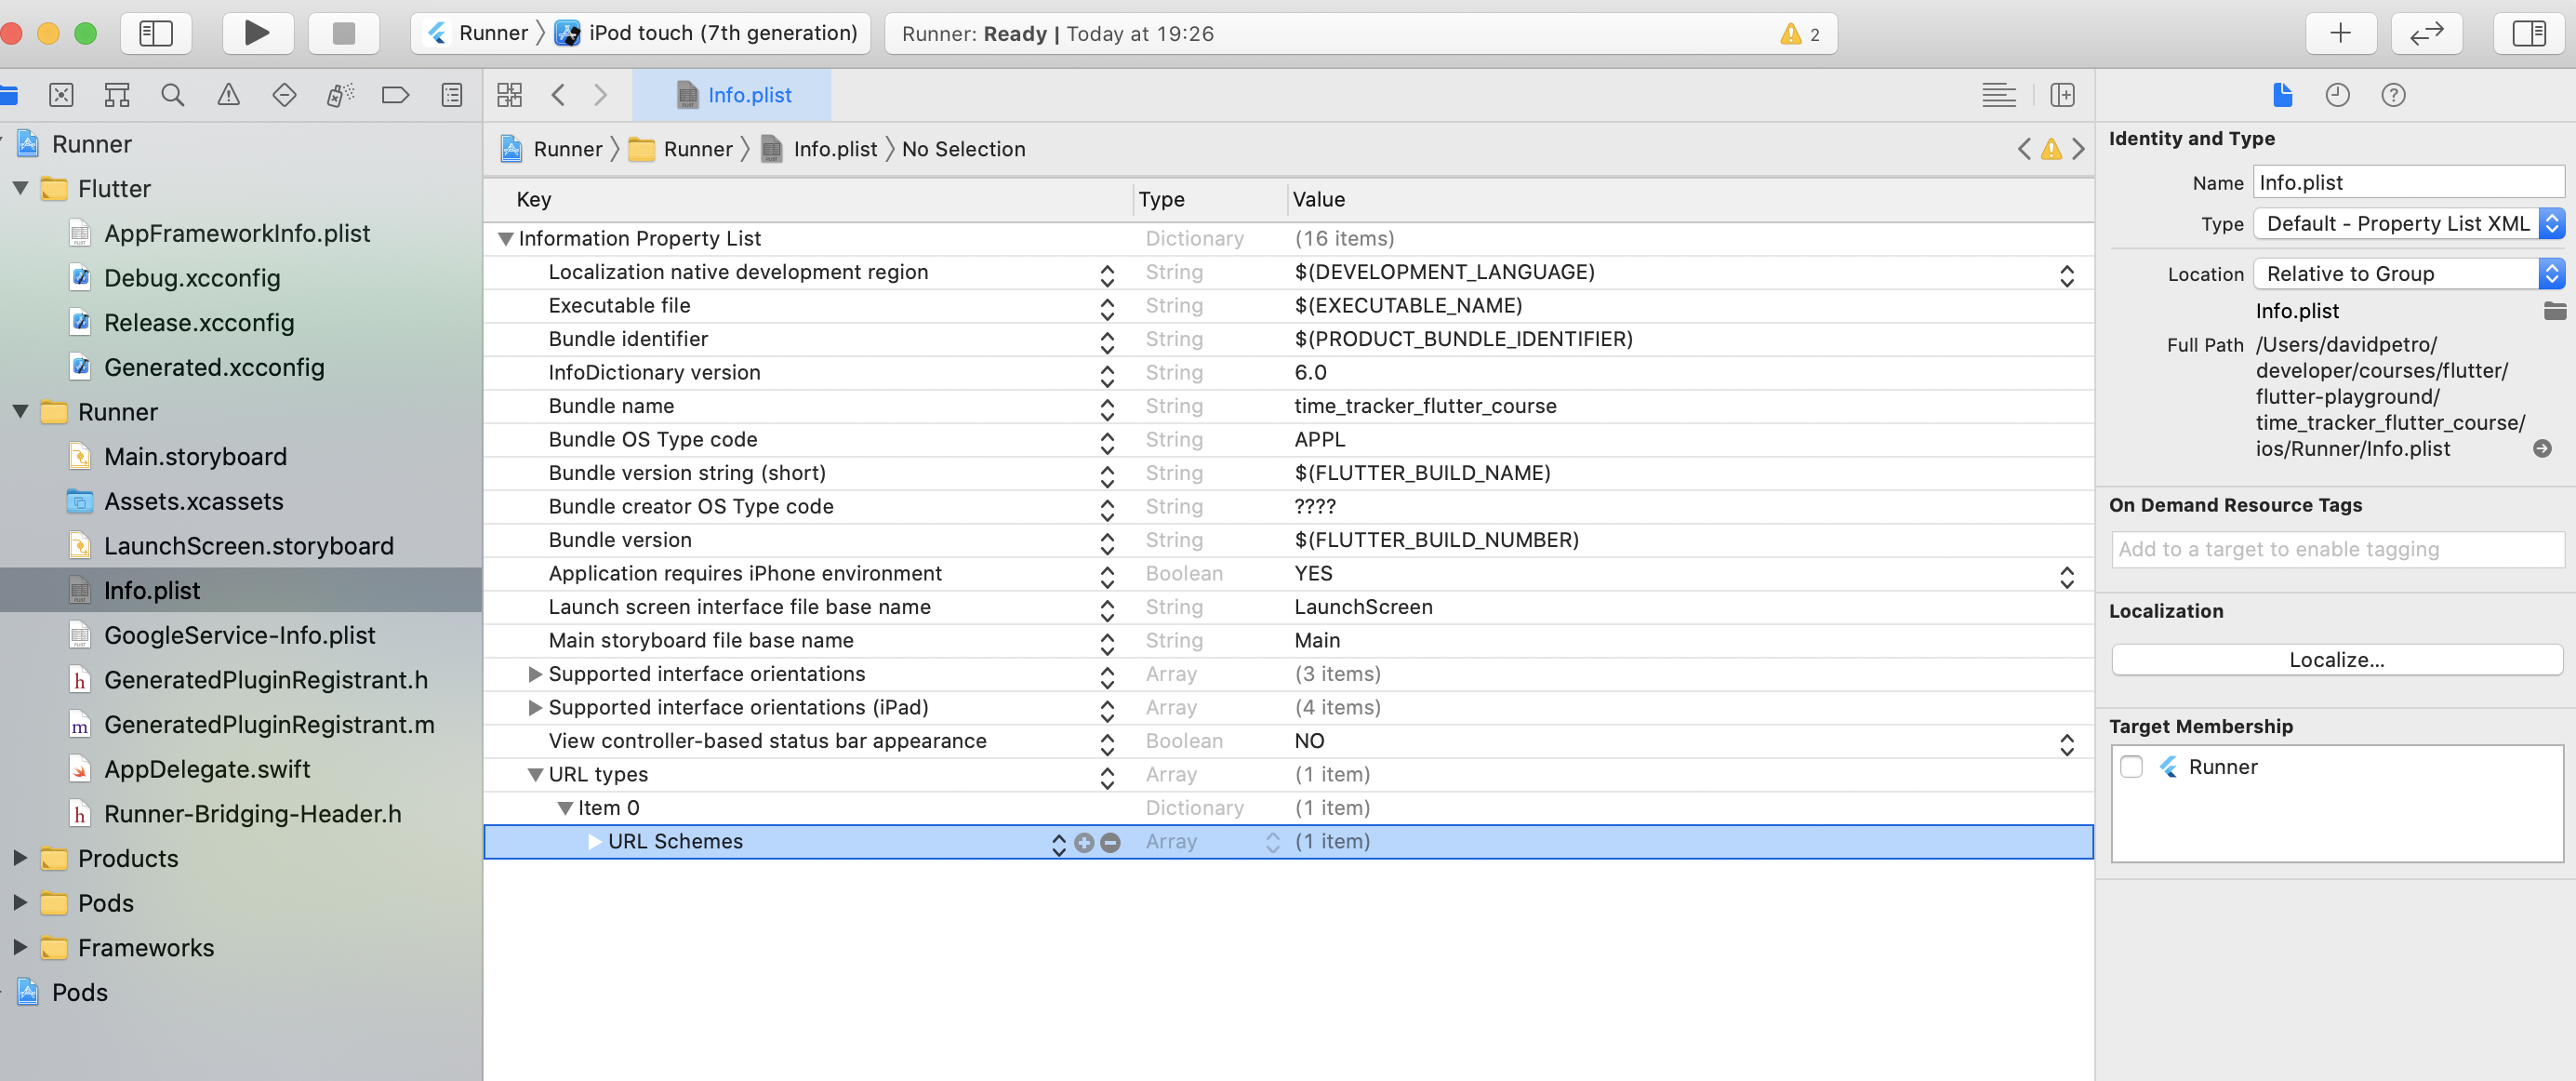 Runner iPod touch (7th generation)
Runner: Ready | Today at 19:26
2
Runner
Flutter
AppFrameworkInfo.plist
Debug.xcconfig
Release.xcconfig
Generated.xcconfig
Runner
Main.storyboard
Assets.xcassets
LaunchScreen.storyboard
Info.plist
GoogleService-Info.plist
GeneratedPluginRegistrant.h
GeneratedPluginRegistrant.m
AppDelegate.swift
Runner-Bridging-Header.h
Products
Pods
Frameworks
Pods
Info.plist
Runner Runner Info.plist No Selection
Key Type Value
Information Property List Dictionary (16 items)
Localization native development region String $(DEVELOPMENT_LANGUAGE)
Executable file String $(EXECUTABLE_NAME)
Bundle identifier String $(PRODUCT_BUNDLE_IDENTIFIER)
InfoDictionary version String 6.0
Bundle name String time_tracker_flutter_course
Bundle OS Type code String APPL
Bundle version string (short) String $(FLUTTER_BUILD_NAME)
Bundle creator OS Type code String ????
Bundle version String $(FLUTTER_BUILD_NUMBER)
Application requires iPhone environment Boolean YES
Launch screen interface file base name String LaunchScreen
Main storyboard file base name String Main
Supported interface orientations Array (3 items)
Supported interface orientations (iPad) Array (4 items)
View controller-based status bar appearance Boolean NO
URL types Array (1 item)
Item 0 Dictionary (1 item)
URL Schemes Array (1 item)
Identity and Type
Name Info.plist
Type Default - Property List XML
Location Relative to Group
Info.plist
Full Path /Users/davidpetro/
developer/courses/flutter/
flutter-playground/
time_tracker_flutter_course/
ios/Runner/Info.plist
On Demand Resource Tags
Add to a target to enable tagging
Localization
Localize...
Target Membership
Runner